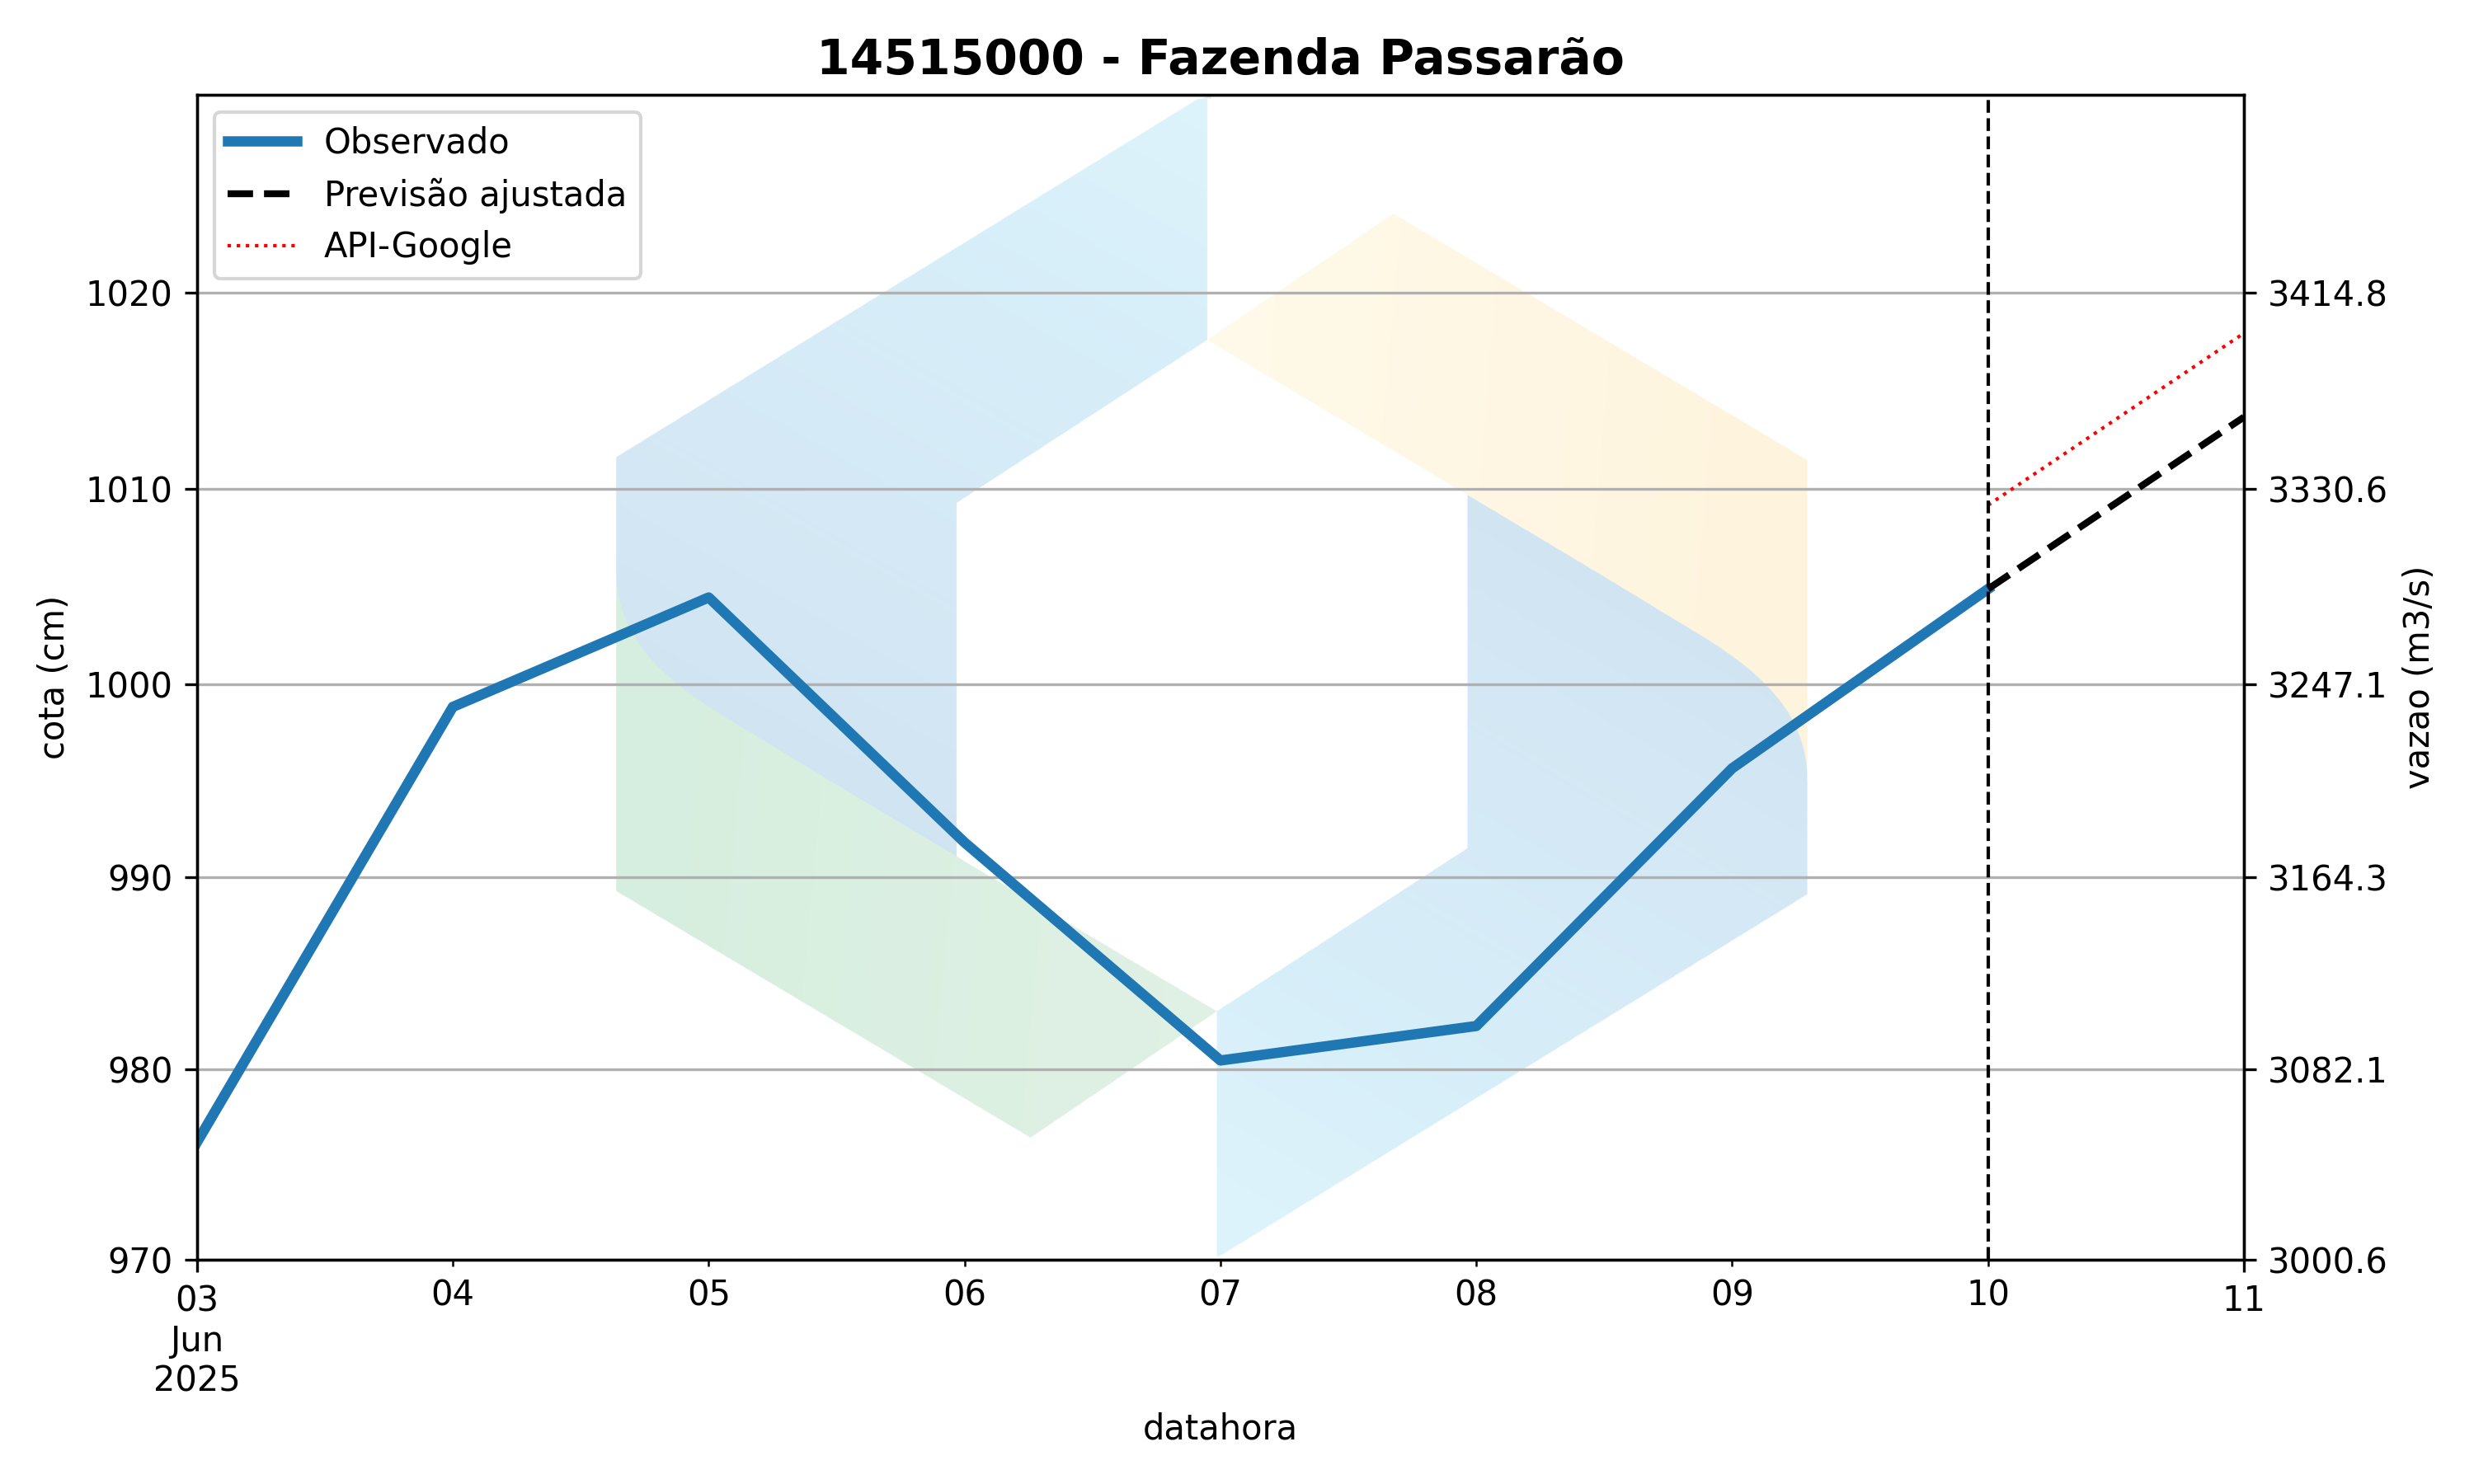 14515000 - Fazenda Passarão
Observado
Previsão ajustada
API-Google
1020
1010
1000
990
980
970
cota (cm)
3414.8
3330.6
3247.1
3164.3
3082.1
3000.6
vazao (m3/s)
03
04
05
06
07
08
09
10
11
Jun
2025
datahora